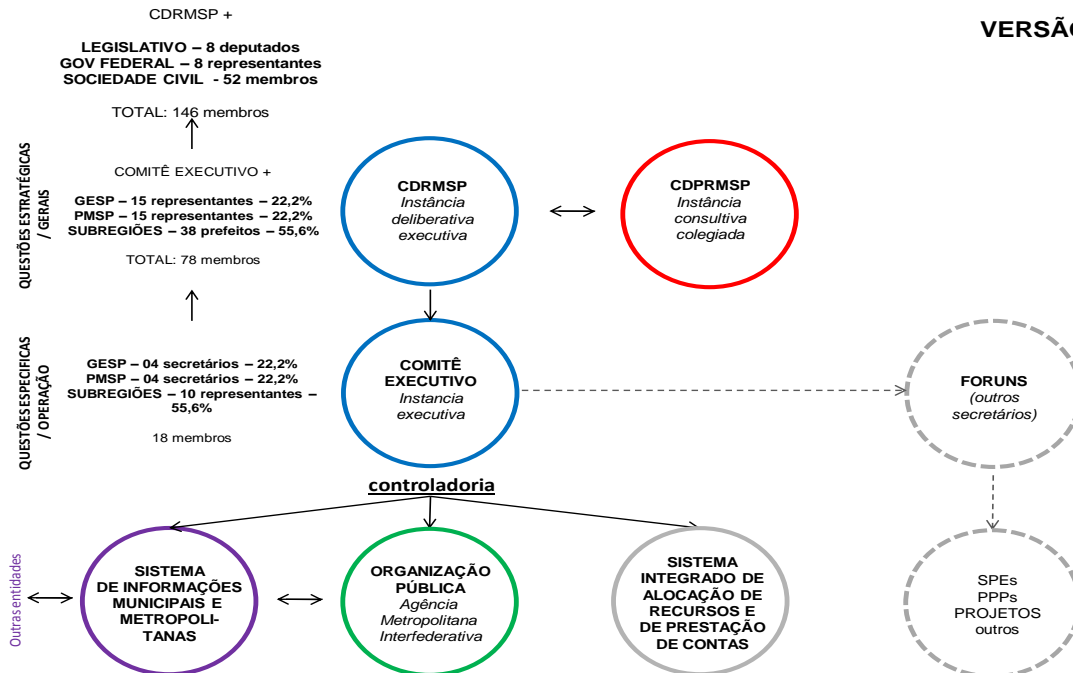 CDRMSP +
VERSÃO
LEGISLATIVO – 8 deputados
GOV FEDERAL – 8 representantes
SOCIEDADE CIVIL - 52 membros
TOTAL: 146 membros
QUESTÕES ESTRATÉGICAS
/ GERAIS
COMITÊ EXECUTIVO +
GESP – 15 representantes – 22,2%
PMSP – 15 representantes – 22,2%
SUBREGIÕES – 38 prefeitos – 55,6%
TOTAL: 78 membros
CDRMSP
Instância
deliberativa
executiva
CDPRMSP
Instância
consultiva
colegiada
QUESTÕES ESPECIFICAS
/ OPERAÇÃO
GESP – 04 secretários – 22,2%
PMSP – 04 secretários – 22,2%
SUBREGIÕES – 10 representantes –
55,6%
18 membros
COMITÊ
EXECUTIVO
Instancia
executiva
FORUNS
(outros
secretários)
controladoria
Outras entidades
SISTEMA
DE INFORMAÇÕES
MUNICIPAIS E
METROPOLI-
TANAS
ORGANIZAÇÃO
PÚBLICA
Agência
Metropolitana
Interfederativa
SISTEMA
INTEGRADO DE
ALOCAÇÃO DE
RECURSOS E
DE PRESTAÇÃO
DE CONTAS
SPEs
PPPs
PROJETOS
outros